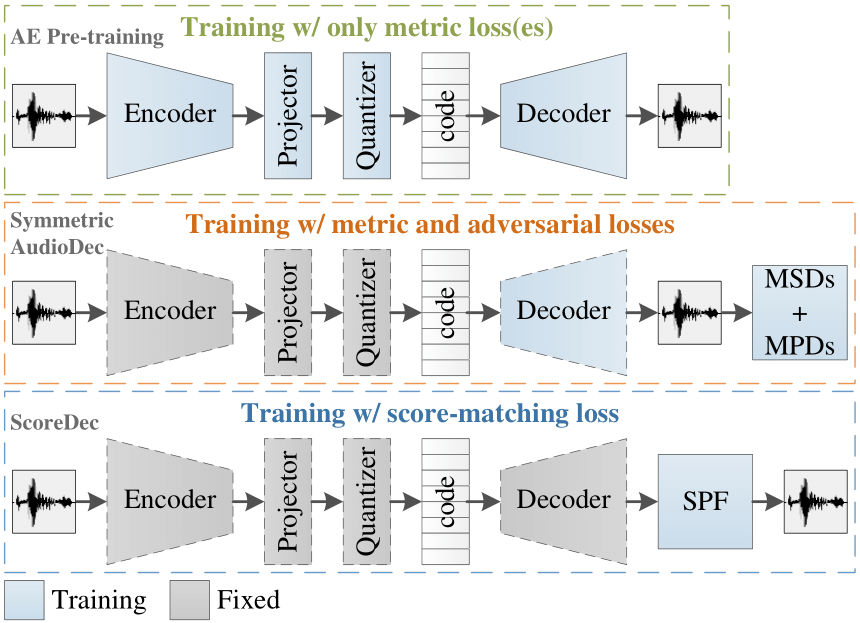 AE Pre-training
Training w/ only metric loss(es)
Encoder
Projector
Quantizer
code
Decoder
Symmetric
AudioDec
Training w/ metric and adversarial losses
Encoder
Projector
Quantizer
code
Decoder
MSDs
+
MPDs
ScoreDec
Training w/ score-matching loss
Encoder
Projector
Quantizer
code
Decoder
SPF
Training
Fixed